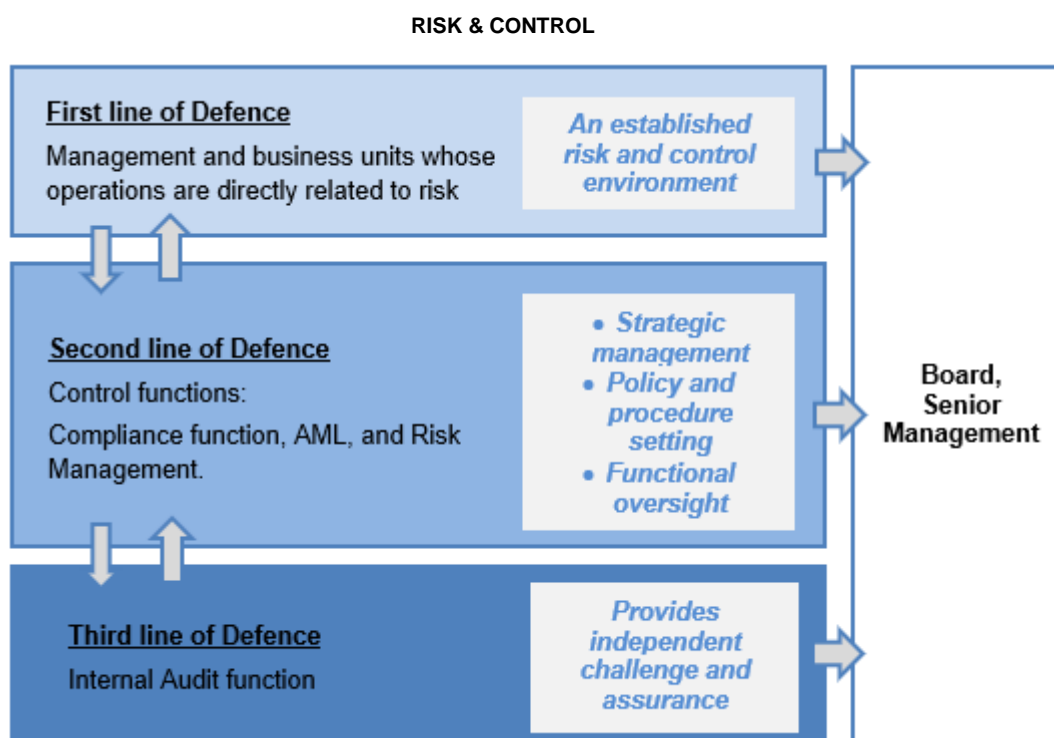 RISK & CONTROL
First line of Defence
Management and business units whose
operations are directly related to risk
An established
risk and control
environment
Second line of Defence
Control functions:
Compliance function, AML, and Risk
Management.
• Strategic
management
• Policy and
procedure
setting
• Functional
oversight
Third line of Defence
Internal Audit function
Provides
independent
challenge and
assurance
Board,
Senior
Management